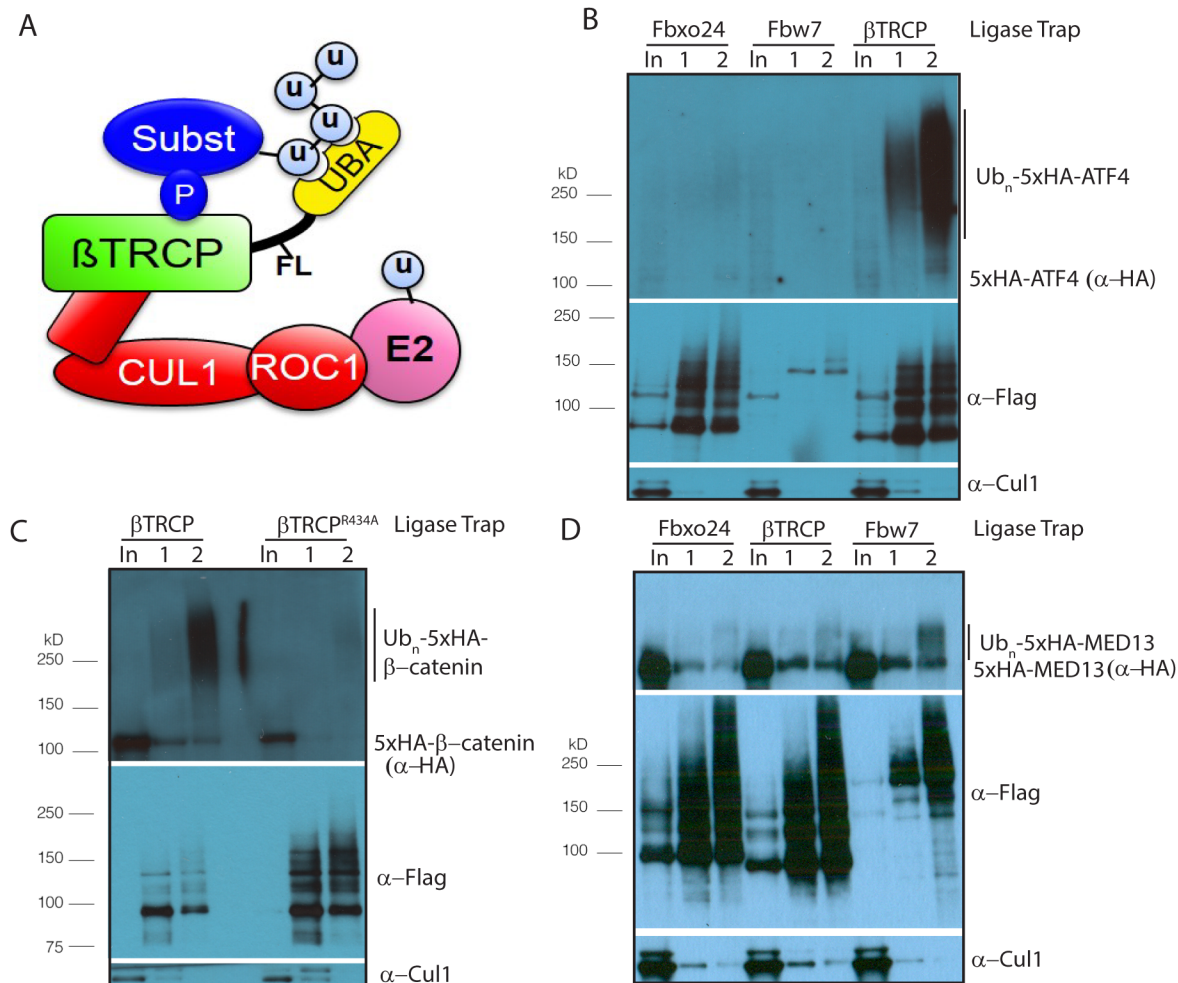 A
u
u
u
u
Subst
UBA
P
ßTRCP
FL
u
E2
CUL1
ROC1
B
Fbxo24 Fbw7 βTRCP Ligase Trap
In 1 2 In 1 2 In 1 2
kD
250
150
100
Ubn-5xHA-ATF4
5xHA-ATF4 (α-HA)
250
150
100
α-Flag
α-Cul1
C
βTRCP βTRCPR434A Ligase Trap
In 1 2 In 1 2
kD
250
150
100
Ubn-5xHA-
β-catenin
5xHA-β-catenin
(α-HA)
250
150
100
75
α-Flag
α-Cul1
D
Fbxo24 βTRCP Fbw7 Ligase Trap
In 1 2 In 1 2 In 1 2
Ubn-5xHA-MED13
5xHA-MED13(α-HA)
kD
250
150
100
α-Flag
α-Cul1